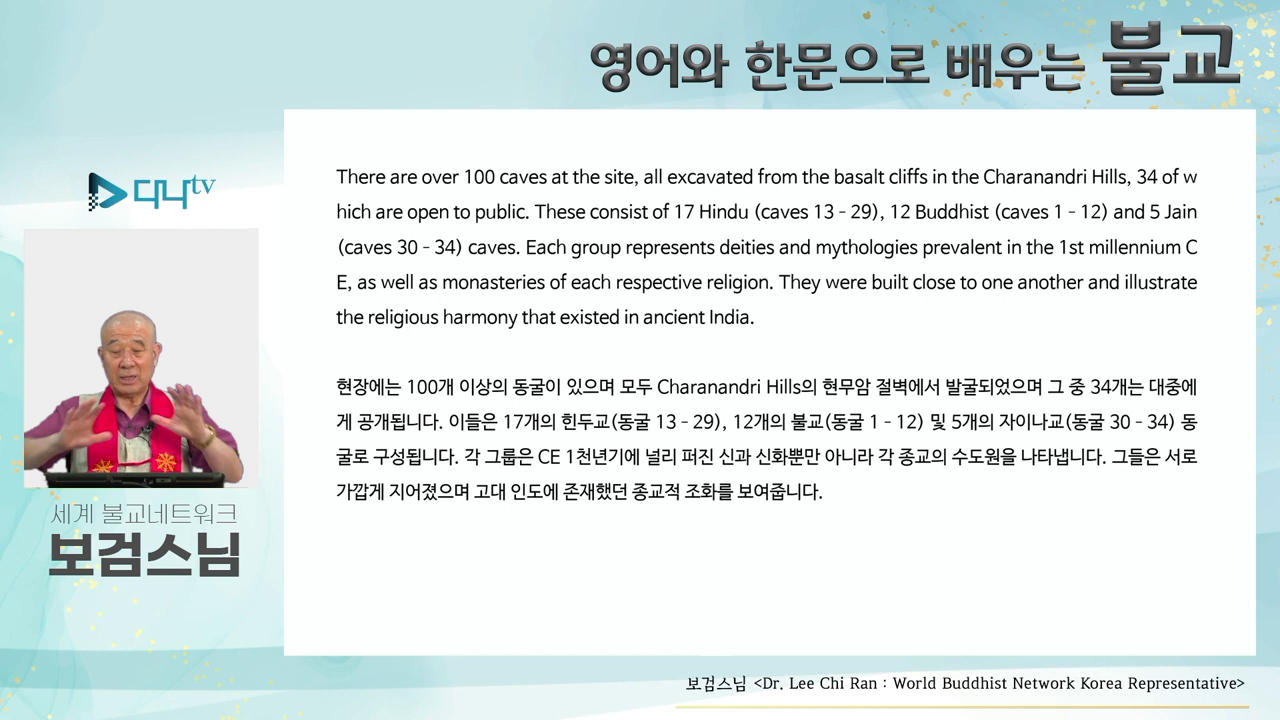 영어와 한문으로 배우는 불교
디나tv
There are over 100 caves at the site, all excavated from the basalt cliffs in the Charanandri Hills, 34 of w
hich are open to public. These consist of 17 Hindu (caves 13 - 29), 12 Buddhist (caves 1 - 12) and 5 Jain
(caves 30 - 34) caves. Each group represents deities and mythologies prevalent in the 1st millennium C
E, as well as monasteries of each respective religion. They were built close to one another and illustrate
the religious harmony that existed in ancient India.
현장에는 100개 이상의 동굴이 있으며 모두 Charanandri Hills의 현무암 절벽에서 발굴되었으며 그 중 34개는 대중에
게 공개됩니다. 이들은 17개의 힌두교(동굴 13 - 29), 12개의 불교(동굴 1 - 12) 및 5개의 자이나교(동굴 30 - 34) 동
굴로 구성됩니다. 각 그룹은 CE 1천년기에 널리 퍼진 신과 신화뿐만 아니라 각 종교의 수도원을 나타냅니다. 그들은 서로
가깝게 지어졌으며 고대 인도에 존재했던 종교적 조화를 보여줍니다.
세계 불교네트워크
보검스님
보검스님 <Dr. Lee Chi Ran : World Buddhist Network Korea Representative>